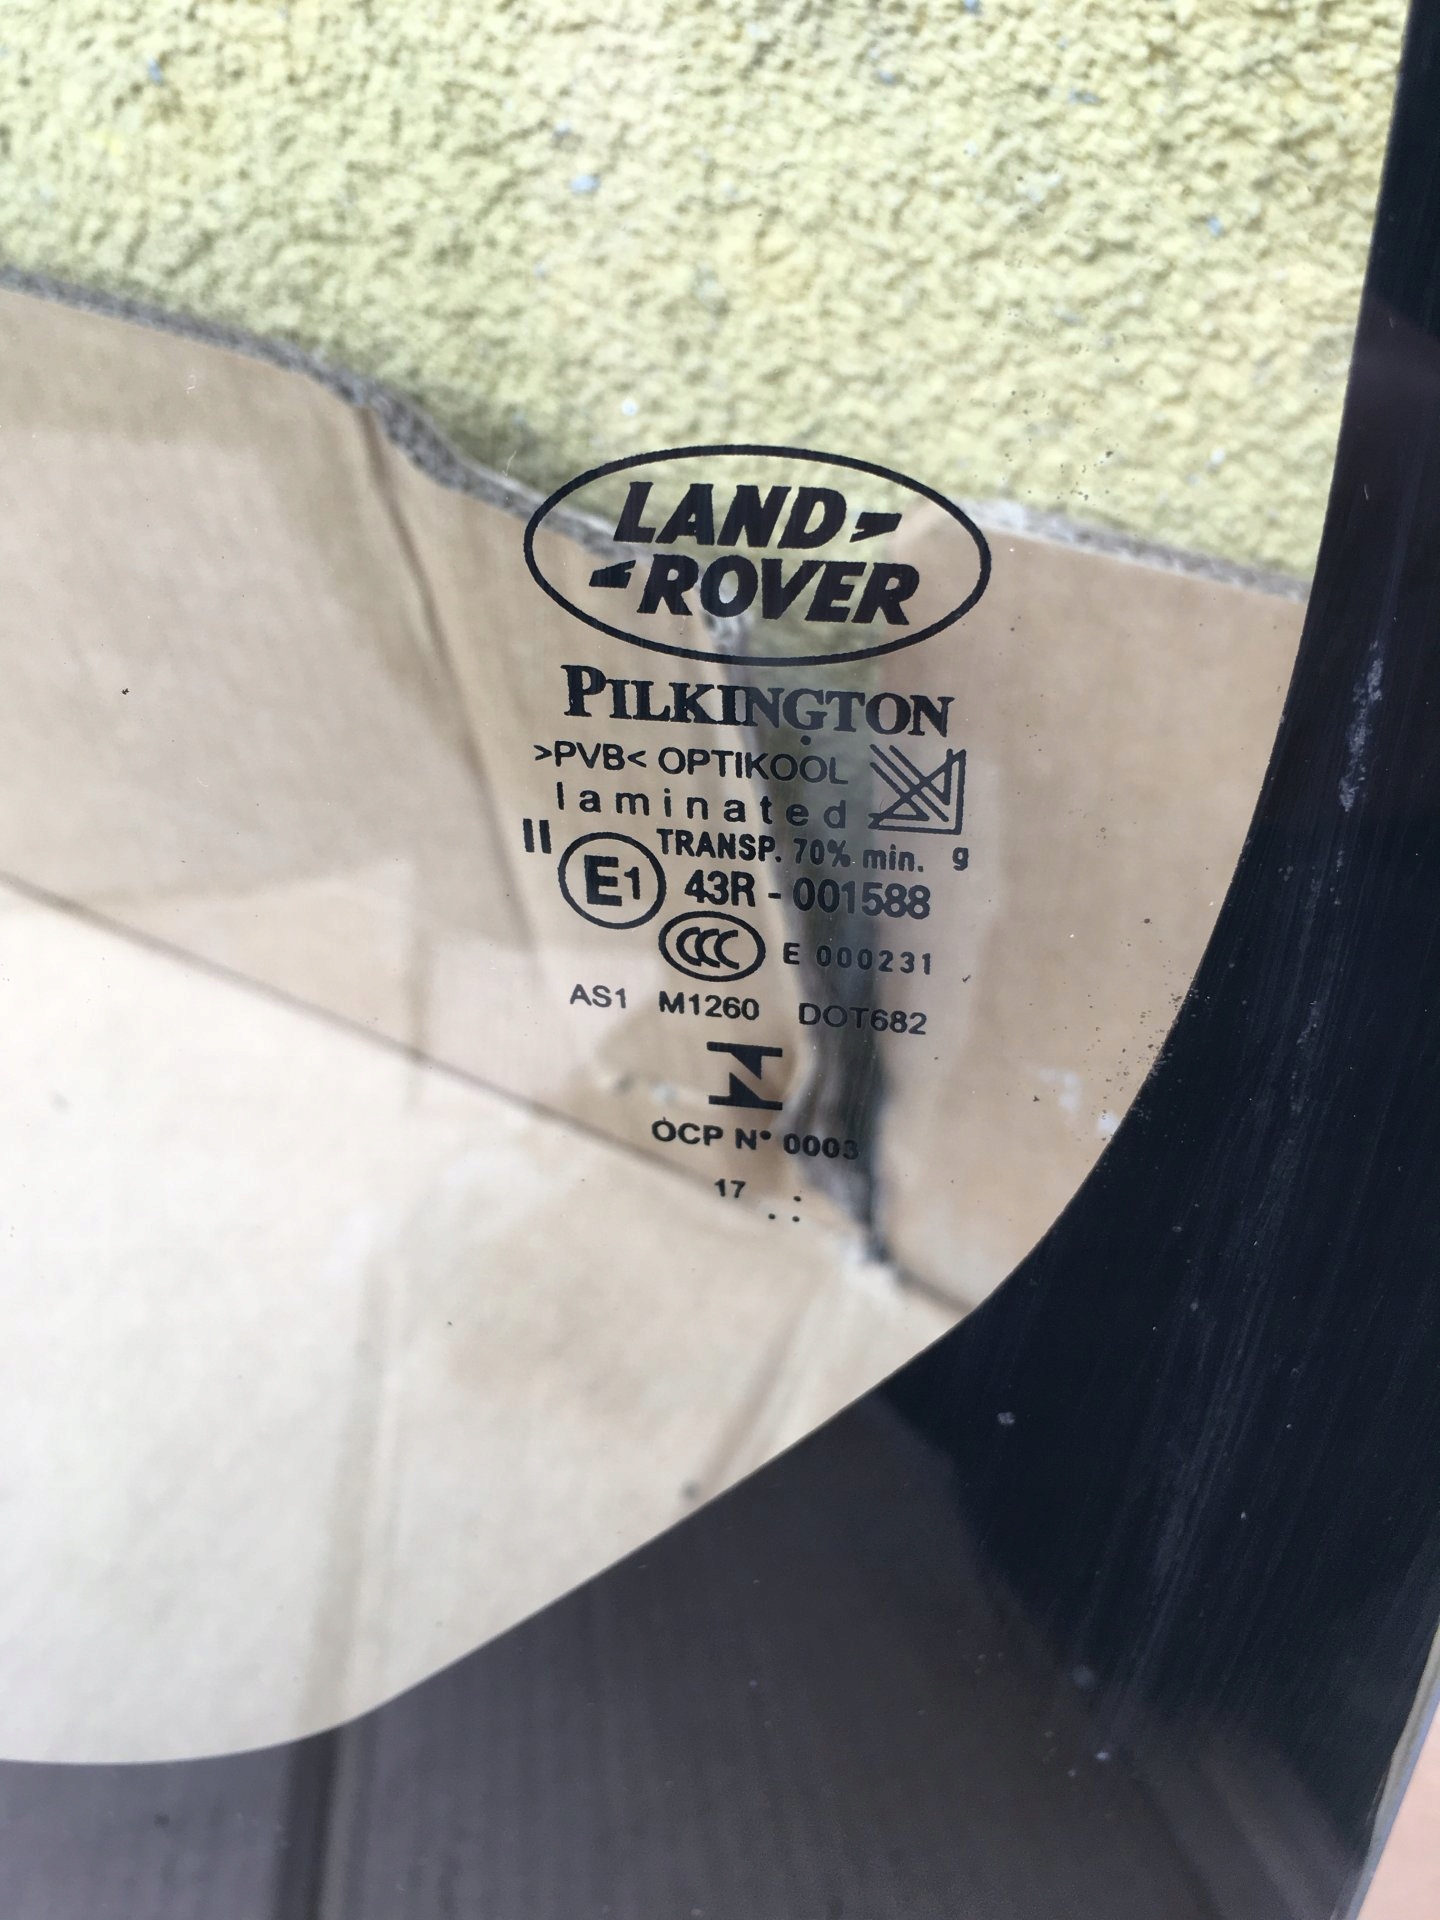 LAND
ROVER
PILKINGTON
>PVB< OPTIKOOL
laminated
II TRANSP. 70% min. g
E1 43R - 001588
CCC E 000231
AS1 M1260 DOT682
OCP N° 0003
17